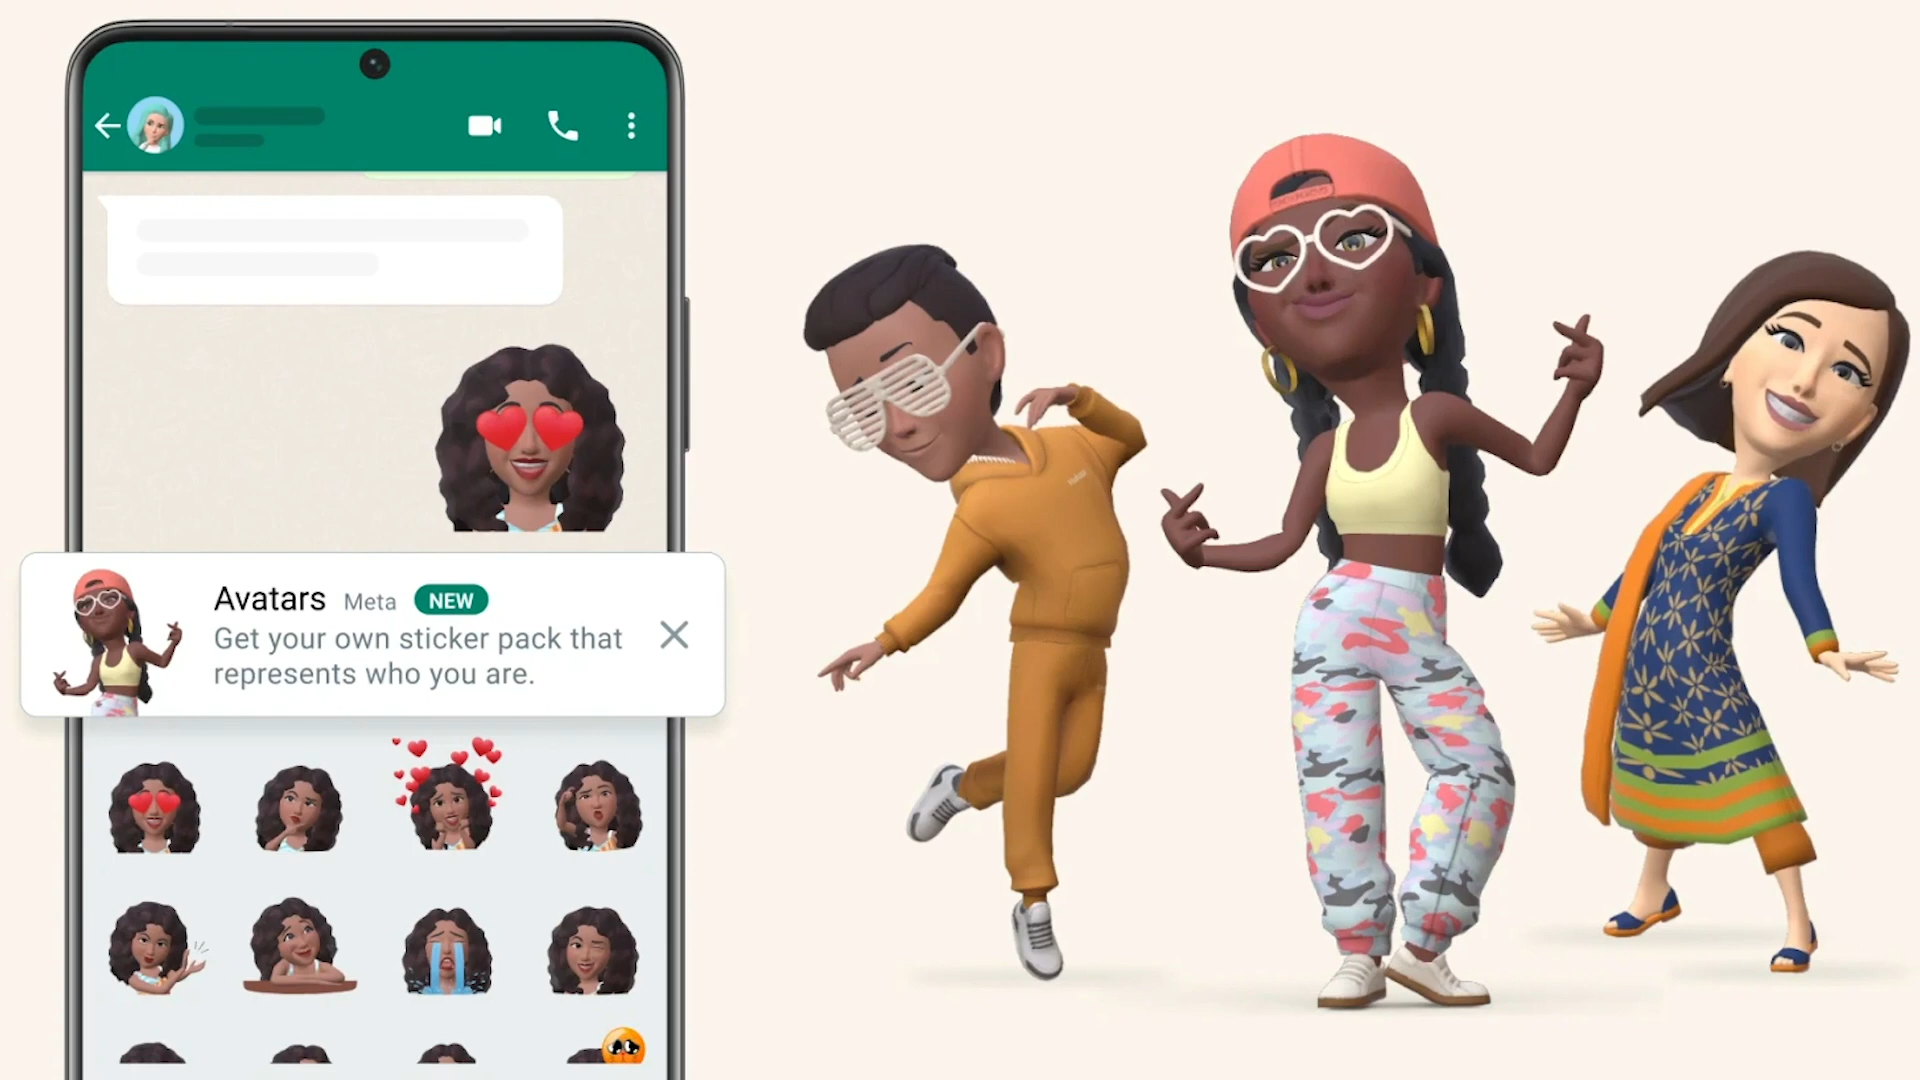 Avatars Meta NEW
Get your own sticker pack that
represents who you are.